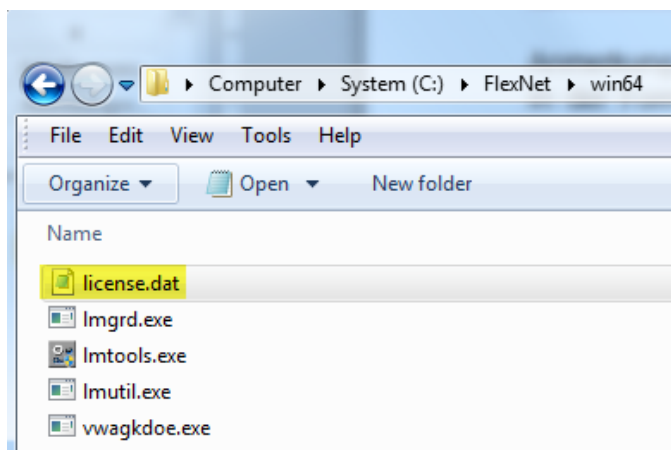 Computer System (C:) FlexNet win64
File Edit View Tools Help
Organize Open New folder
Name
license.dat
lmgrd.exe
lmtools.exe
lmutil.exe
vwagkdoe.exe